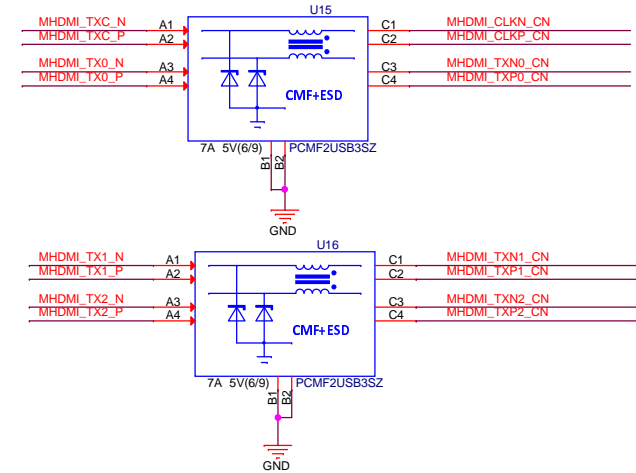 U15
MHDMI_TXC_N A1 C1 MHDMI_CLKN_CN
MHDMI_TXC_P A2 C2 MHDMI_CLKP_CN
MHDMI_TX0_N A3 C3 MHDMI_TXN0_CN
MHDMI_TX0_P A4 C4 MHDMI_TXP0_CN
CMF+ESD
7A 5V(6/9) B1 B2 PCMF2USB3SZ
GND
U16
MHDMI_TX1_N A1 C1 MHDMI_TXN1_CN
MHDMI_TX1_P A2 C2 MHDMI_TXP1_CN
MHDMI_TX2_N A3 C3 MHDMI_TXN2_CN
MHDMI_TX2_P A4 C4 MHDMI_TXP2_CN
CMF+ESD
7A 5V(6/9) B1 B2 PCMF2USB3SZ
GND